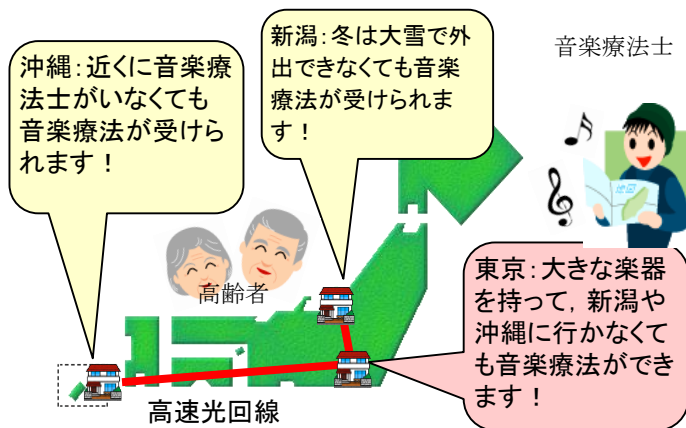 沖縄：近くに音楽療
法士がいなくても
音楽療法が受けら
れます！
新潟：冬は大雪で外
出できなくても音楽
療法が受けられま
す！
音楽療法士
地図
高齢者
東京：大きな楽器
を持って，新潟や
沖縄に行かなくて
も音楽療法ができ
ます！
高速光回線